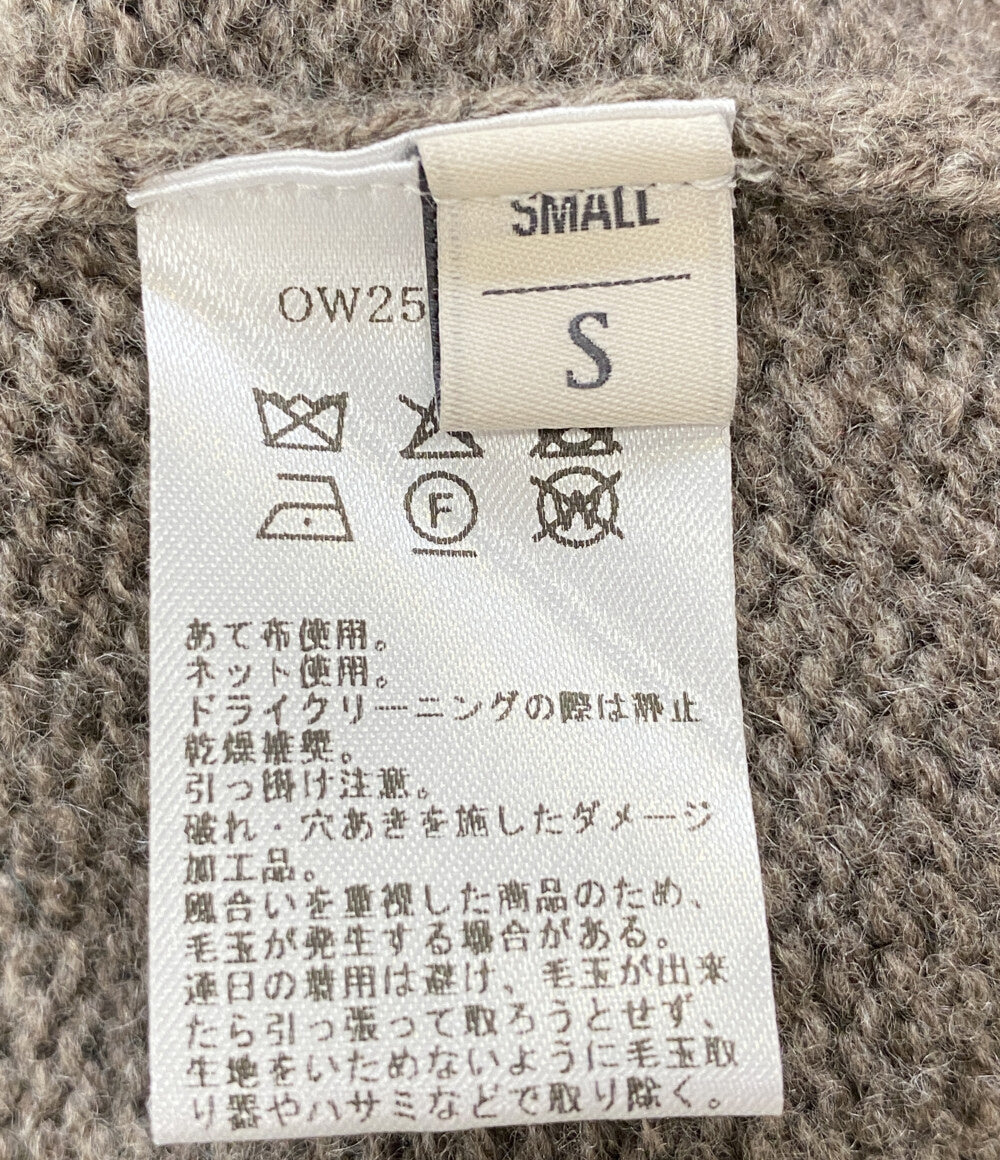 SMALL
S
OW25
F
W
あて布使用。
ネット使用。
ドライクリーニングの際は静止
乾燥推奨。
引っ掛け注意。
破れ・穴あきを施したダメージ
加工品。
風合いを重視した商品のため、
毛玉が発生する場合がある。
連日の着用は避け、毛玉が出来
たら引っ張って取ろうとせず、
生地をいためないように毛玉取
り器やハサミなどで取り除く。